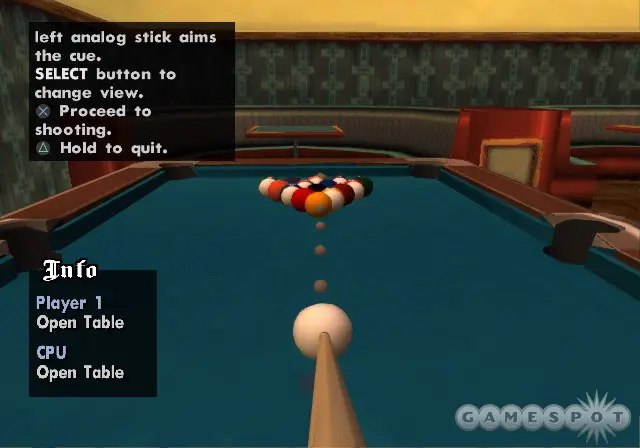 left analog stick aims
the cue.
SELECT button to
change view.
Ⓧ Proceed to
shooting.
△ Hold to quit.
Info
Player 1
Open Table
CPU
Open Table
GAMESPOT